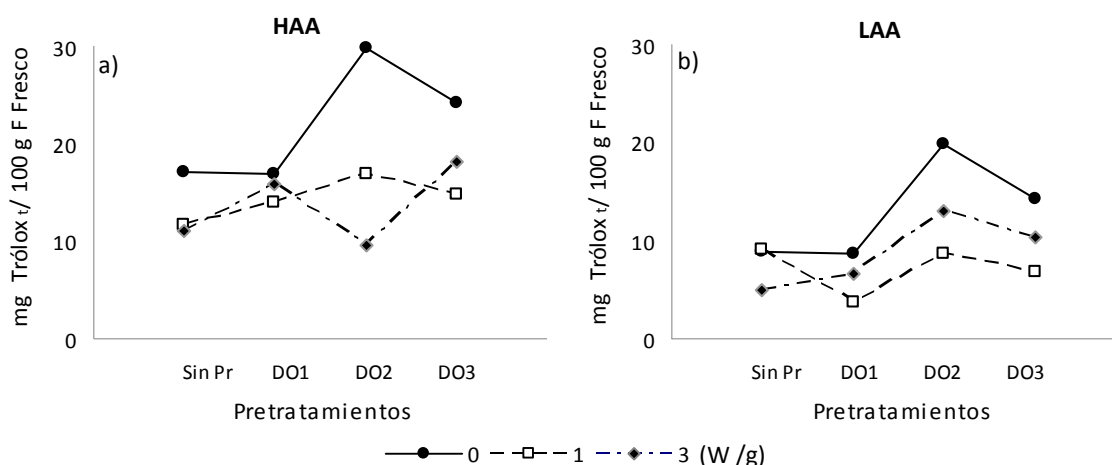 HAA
a)
mg Trólox t/ 100 g F Fresco
30
20
10
0
Sin Pr DO1 DO2 DO3
Pretratamientos
LAA
b)
mg Trólox t/ 100 g F Fresco
30
20
10
0
Sin Pr DO1 DO2 DO3
Pretratamientos
0 1 3 (W /g)